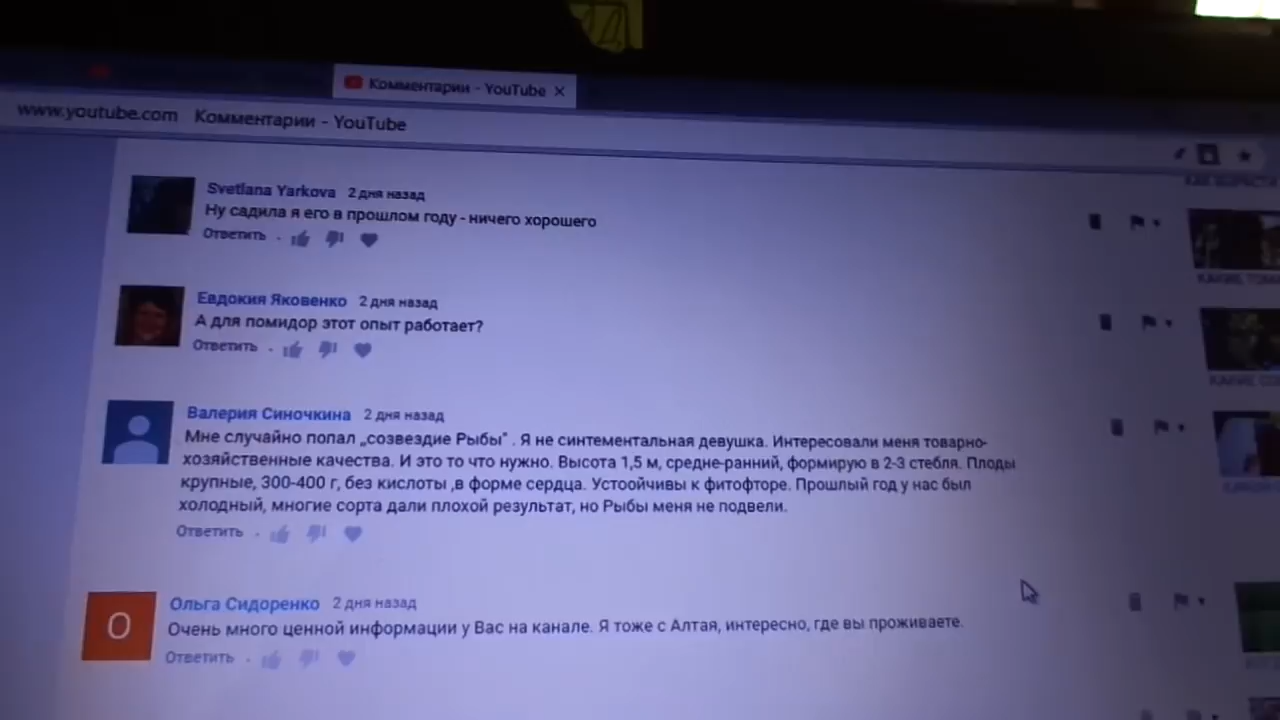 Комментарии - YouTube ×
www.youtube.com Комментарии - YouTube
Svetlana Yarkova 2 дня назад
Ну садила я его в прошлом году - ничего хорошего
Ответить
Евдокия Яковенко 2 дня назад
А для помидор этот опыт работает?
Ответить
Валерия Синочкина 2 дня назад
Мне случайно попал „созвездие Рыбы" . Я не синтементальная девушка. Интересовали меня товарно-
хозяйственные качества. И это то что нужно. Высота 1,5 м, средне-ранний, формирую в 2-3 стебля. Плоды
крупные, 300-400 г, без кислоты ,в форме сердца. Устоойчивы к фитофторе. Прошлый год у нас был
холодный, многие сорта дали плохой результат, но Рыбы меня не подвели.
Ответить
О
Ольга Сидоренко 2 дня назад
Очень много ценной информации у Вас на канале. Я тоже с Алтая, интересно, где вы проживаете.
Ответить